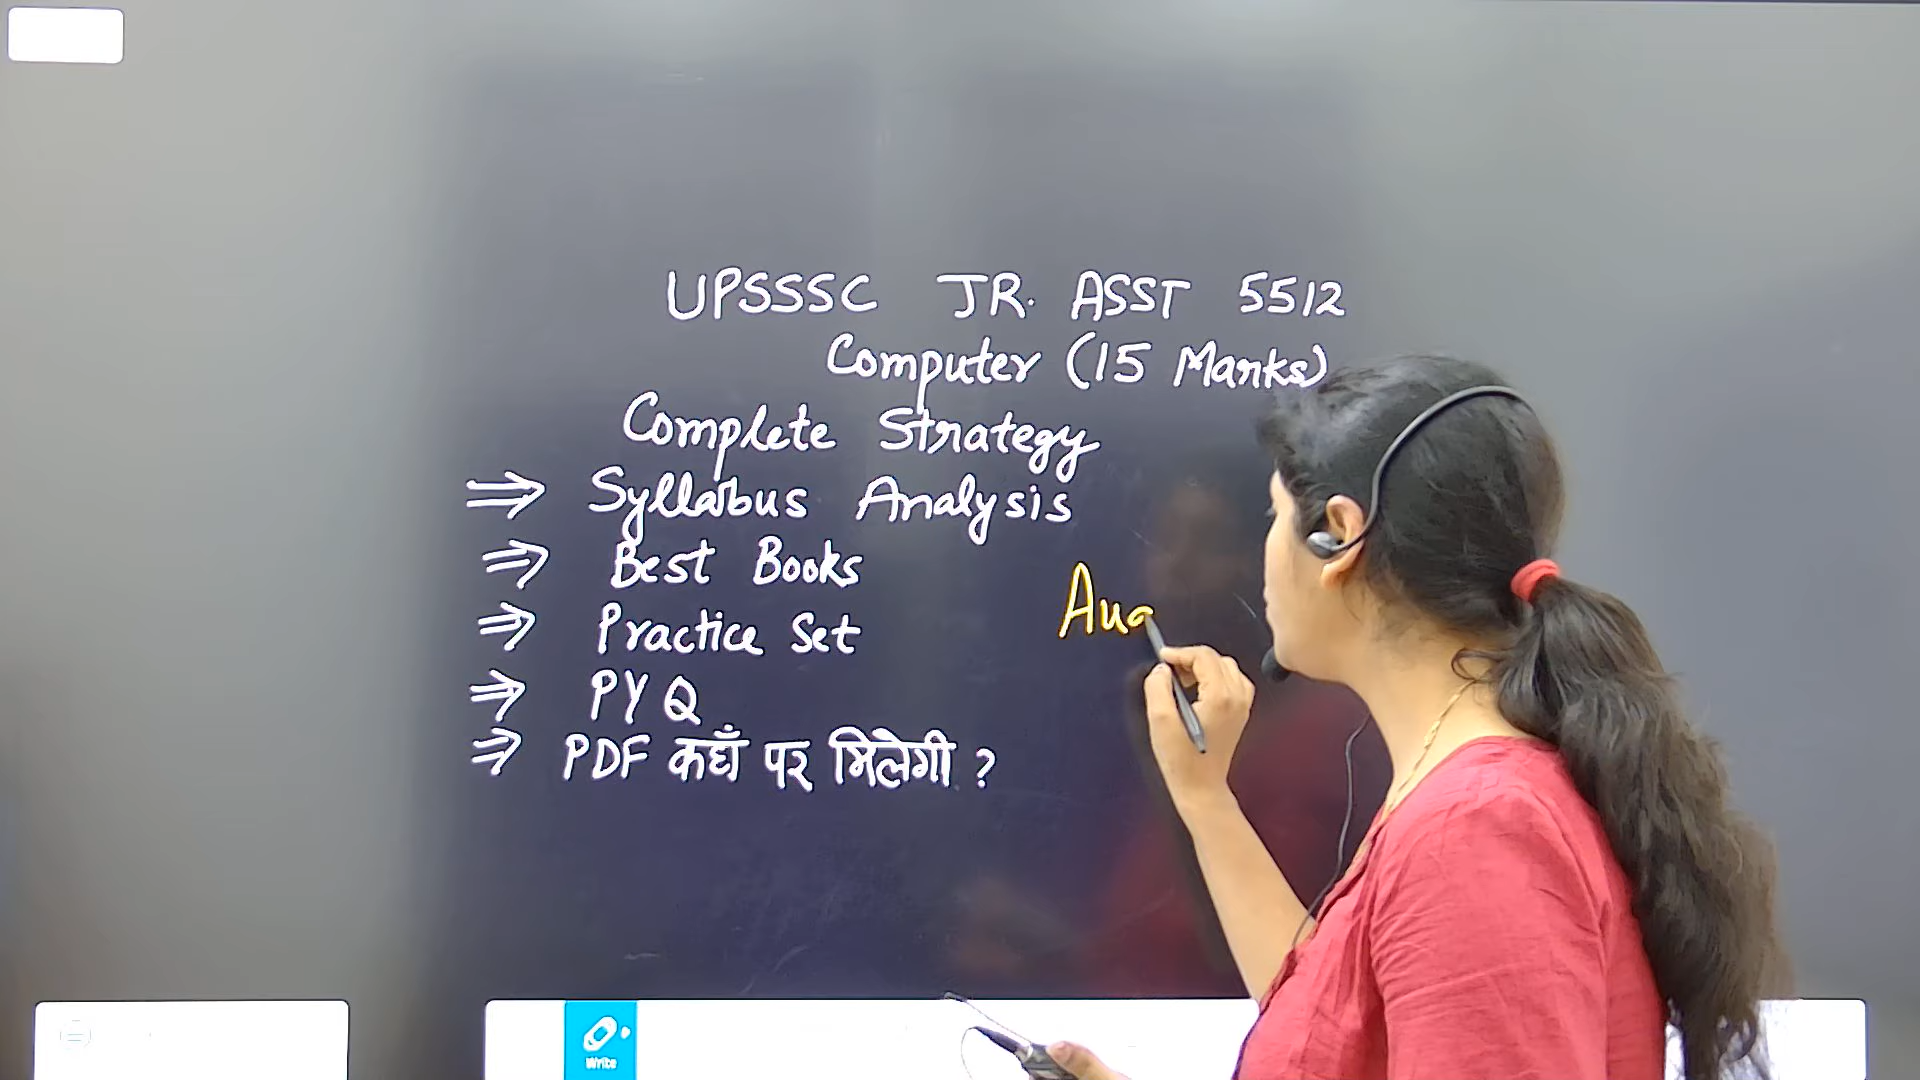 UPSSSC JR. ASST 5512
Computer (15 Marks)
Complete Strategy
⇒ Syllabus Analysis
⇒ Best Books
⇒ Practice Set
⇒ PYQ
⇒ PDF कहाँ पर मिलेगी ?
Aug
Write